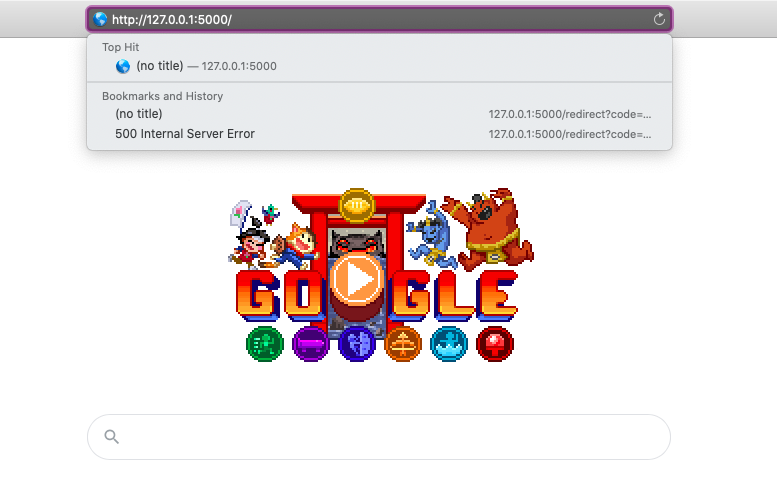 http://127.0.0.1:5000/
Top Hit
(no title) — 127.0.0.1:5000
Bookmarks and History
(no title) 127.0.0.1:5000/redirect?code=...
500 Internal Server Error 127.0.0.1:5000/redirect?code=...
GOOGLE